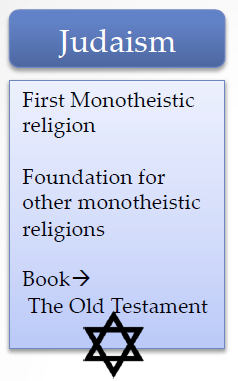 Judaism
First Monotheistic
religion
Foundation for
other monotheistic
religions
Book→
The Old Testament